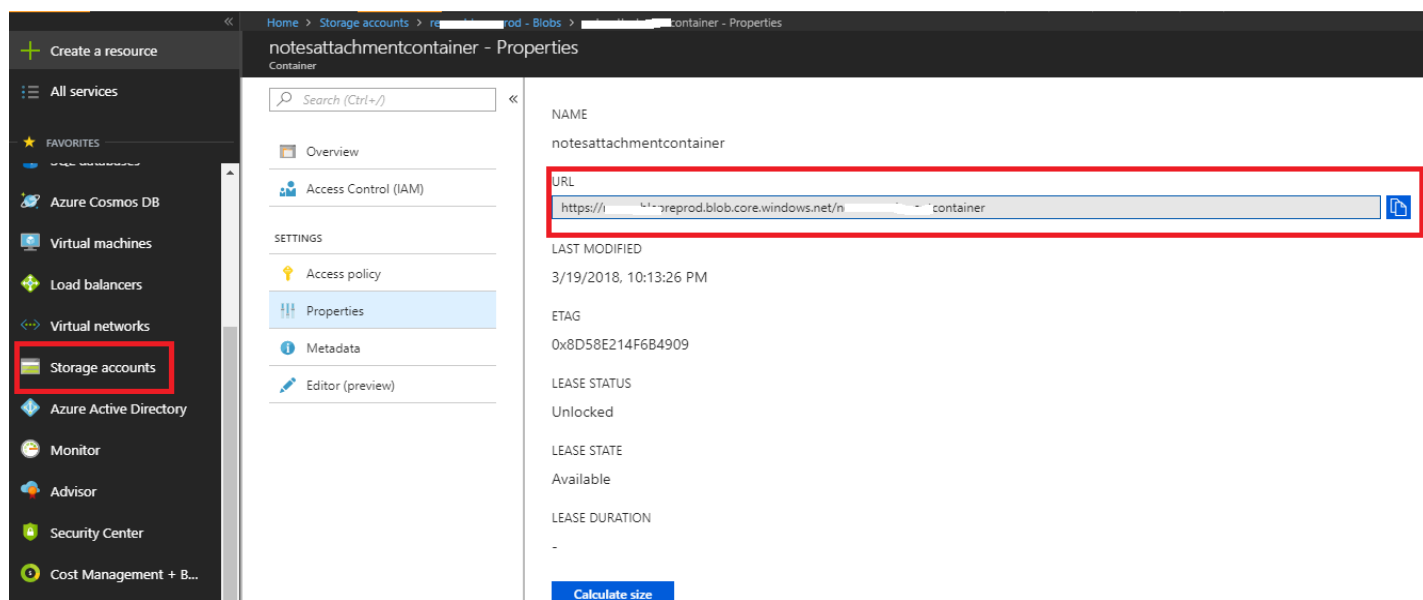 Home > Storage accounts > re rod - Blobs > container - Properties
Create a resource
All services
FAVORITES
SQL databases
Azure Cosmos DB
Virtual machines
Load balancers
Virtual networks
Storage accounts
Azure Active Directory
Monitor
Advisor
Security Center
Cost Management + B...
notesattachmentcontainer - Properties
Container
Search (Ctrl+/)
Overview
Access Control (IAM)
SETTINGS
Access policy
Properties
Metadata
Editor (preview)
NAME
notesattachmentcontainer
URL
https:// preprod.blob.core.windows.net/n container
LAST MODIFIED
3/19/2018, 10:13:26 PM
ETAG
0x8D58E214F6B4909
LEASE STATUS
Unlocked
LEASE STATE
Available
LEASE DURATION
-
Calculate size